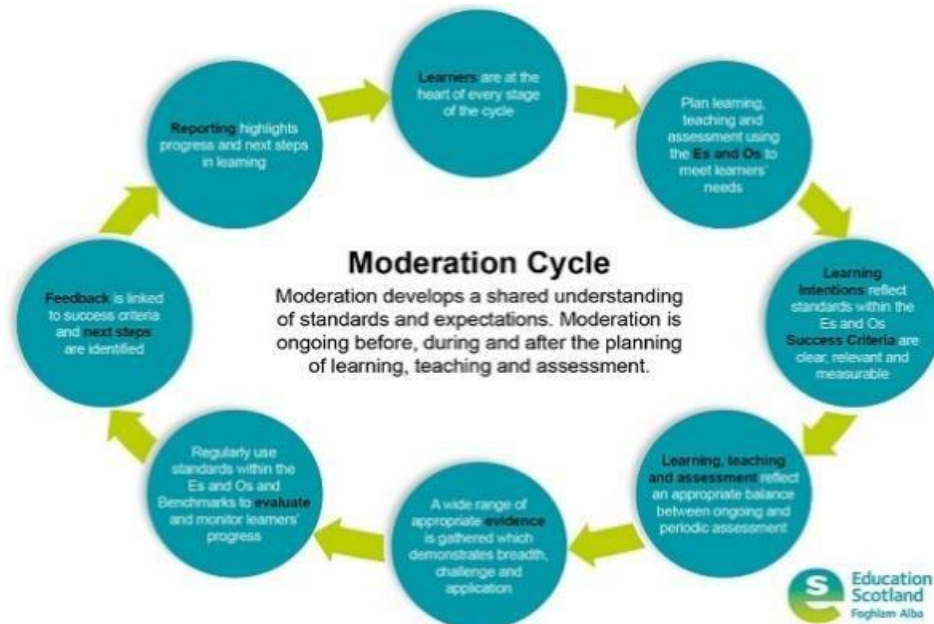 Learners are at the
heart of every stage
of the cycle
Plan learning,
teaching and
assessment using
the Es and Os to
meet learners'
needs
Learning
Intentions reflect
standards within the
Es and Os
Success Criteria are
clear, relevant and
measurable
Learning, teaching
and assessment reflect
an appropriate balance
between ongoing and
periodic assessment
A wide range of
appropriate evidence
is gathered which
demonstrates breadth,
challenge and
application
Regularly use
standards within the
Es and Os and
Benchmarks to evaluate
and monitor learners'
progress
Feedback is linked
to success criteria
and next steps
are identified
Reporting highlights
progress and next steps
in learning
Moderation Cycle
Moderation develops a shared understanding
of standards and expectations. Moderation is
ongoing before, during and after the planning
of learning, teaching and assessment.
Education
Scotland
Foghlam Alba